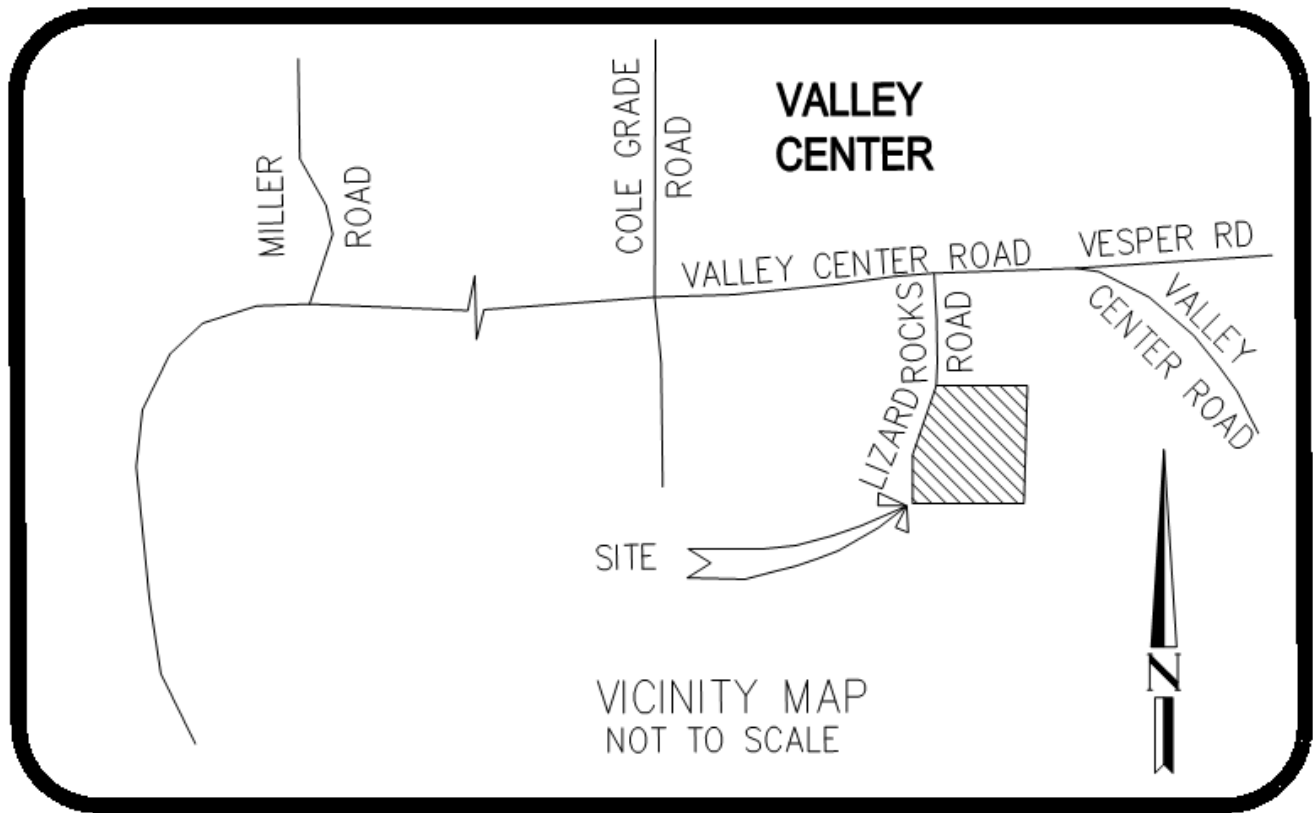 VALLEY
CENTER
MILLER
ROAD
COLE GRADE
ROAD
VALLEY CENTER ROAD
VESPER RD
VALLEY
CENTER ROAD
LIZARD ROCKS
ROAD
SITE
N
VICINITY MAP
NOT TO SCALE